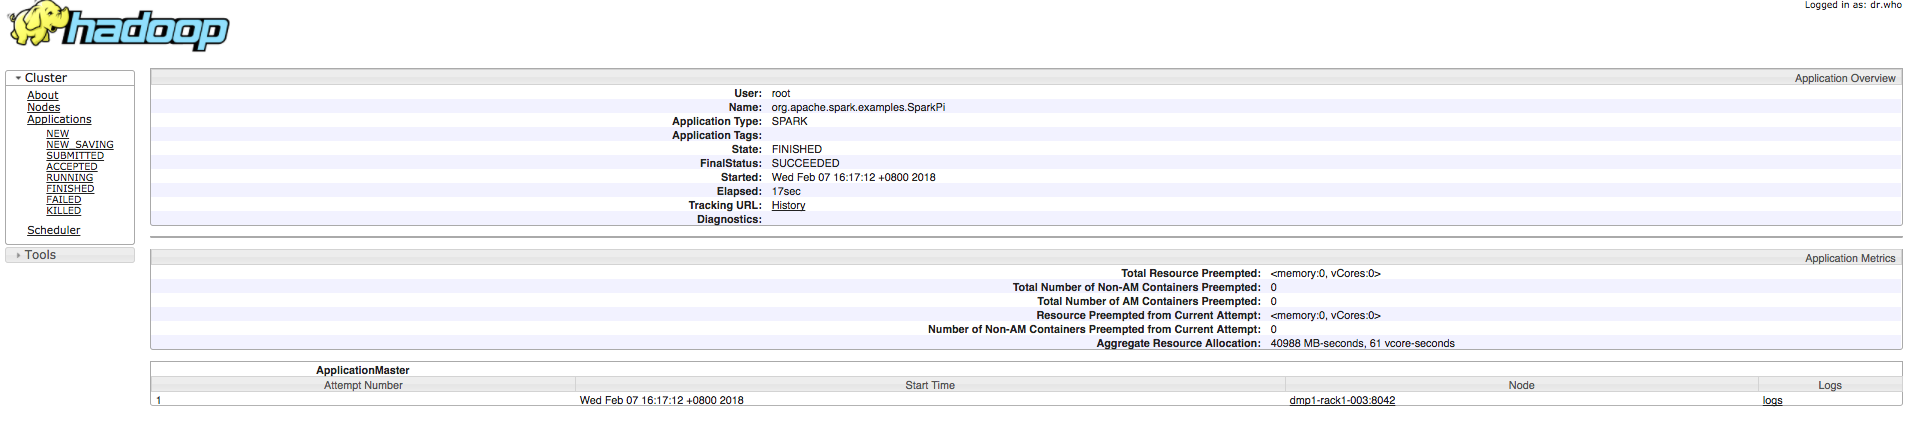 hadoop
Logged in as: dr.who
Cluster
About
Nodes
Applications
NEW
NEW_SAVING
SUBMITTED
ACCEPTED
RUNNING
FINISHED
FAILED
KILLED
Scheduler
Tools
Application Overview
User: root
Name: org.apache.spark.examples.SparkPi
Application Type: SPARK
Application Tags:
State: FINISHED
FinalStatus: SUCCEEDED
Started: Wed Feb 07 16:17:12 +0800 2018
Elapsed: 17sec
Tracking URL: History
Diagnostics:
Application Metrics
Total Resource Preempted: <memory:0, vCores:0>
Total Number of Non-AM Containers Preempted: 0
Total Number of AM Containers Preempted: 0
Resource Preempted from Current Attempt: <memory:0, vCores:0>
Number of Non-AM Containers Preempted from Current Attempt: 0
Aggregate Resource Allocation: 40988 MB-seconds, 61 vcore-seconds
ApplicationMaster
Attempt Number Start Time Node Logs
1 Wed Feb 07 16:17:12 +0800 2018 dmp1-rack1-003:8042 logs